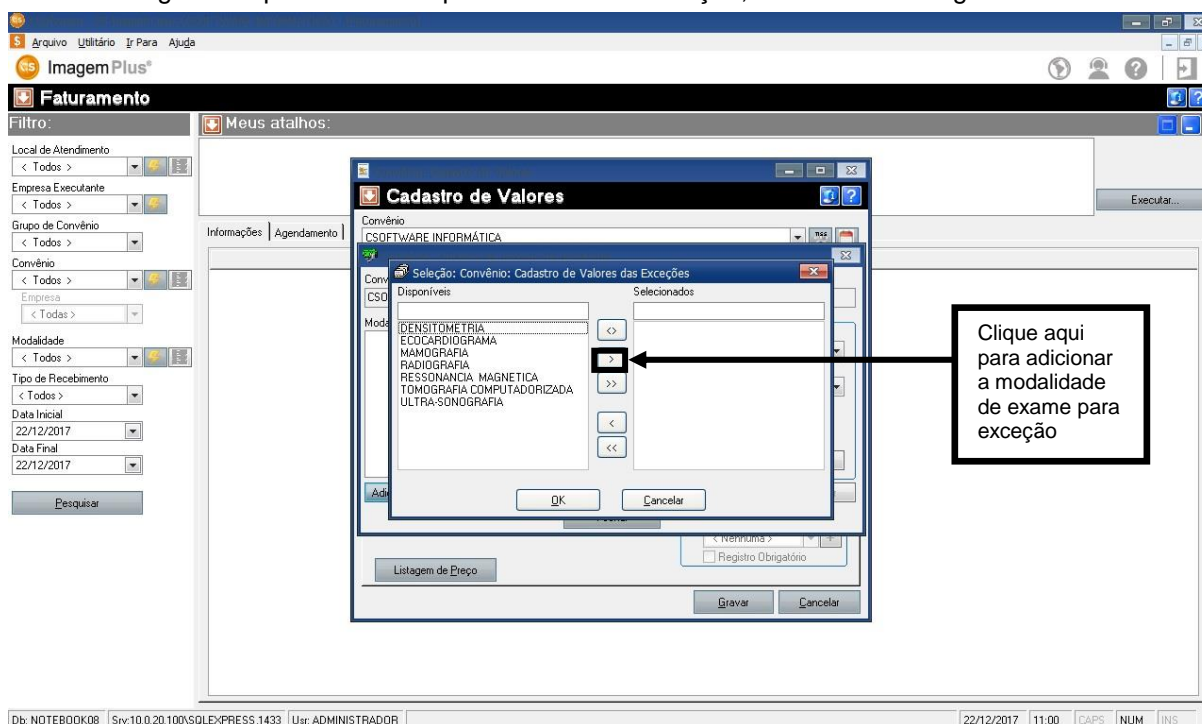 Arquivo Utilitário Ir Para Ajuda
ImagemPlus®
Faturamento
Filtro:
Meus atalhos:
Local de Atendimento
< Todos >
Empresa Executante
< Todos >
Grupo de Convênio
< Todos >
Convênio
< Todos >
Empresa
< Todas >
Modalidade
< Todos >
Tipo de Recebimento
< Todos >
Data Inicial
22/12/2017
Data Final
22/12/2017
Pesquisar
Executar...
Informações Agendamento
Cadastro de Valores
Convênio
CSOFTWARE INFORMÁTICA
Seleção: Convênio: Cadastro de Valores das Exceções
Disponíveis Selecionados
DENSITOMETRIA
ECOCARDIOGRAMA
MAMOGRAFIA
RADIOGRAFIA
RESSONANCIA MAGNETICA
TOMOGRAFIA COMPUTADORIZADA
ULTRA-SONOGRAFIA
<>
>
>>
<
<<
OK Cancelar
< Nenhuma >
Registro Obrigatório
Listagem de Preço
Gravar Cancelar
Clique aqui
para adicionar
a modalidade
de exame para
exceção
Db: NOTEBOOK08 Srv:10.0.20.100\SQLEXPRESS,1433 Usr: ADMINISTRADOR 22/12/2017 11:00 CAPS NUM INS